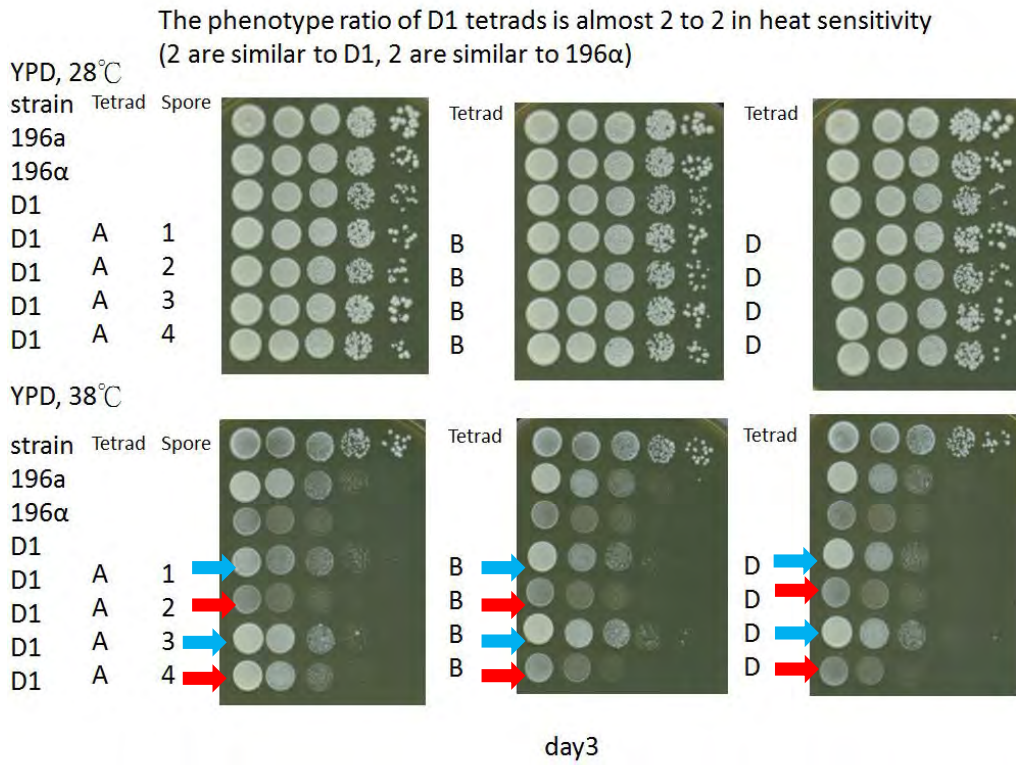 The phenotype ratio of D1 tetrads is almost 2 to 2 in heat sensitivity
(2 are similar to D1, 2 are similar to 196α)
YPD, 28℃
strain Tetrad Spore Tetrad Tetrad
196a
196α
D1
D1 A 1 B D
D1 A 2 B D
D1 A 3 B D
D1 A 4 B D
YPD, 38℃
strain Tetrad Spore Tetrad Tetrad
196a
196α
D1
D1 A 1 B D
D1 A 2 B D
D1 A 3 B D
D1 A 4 B D
day3